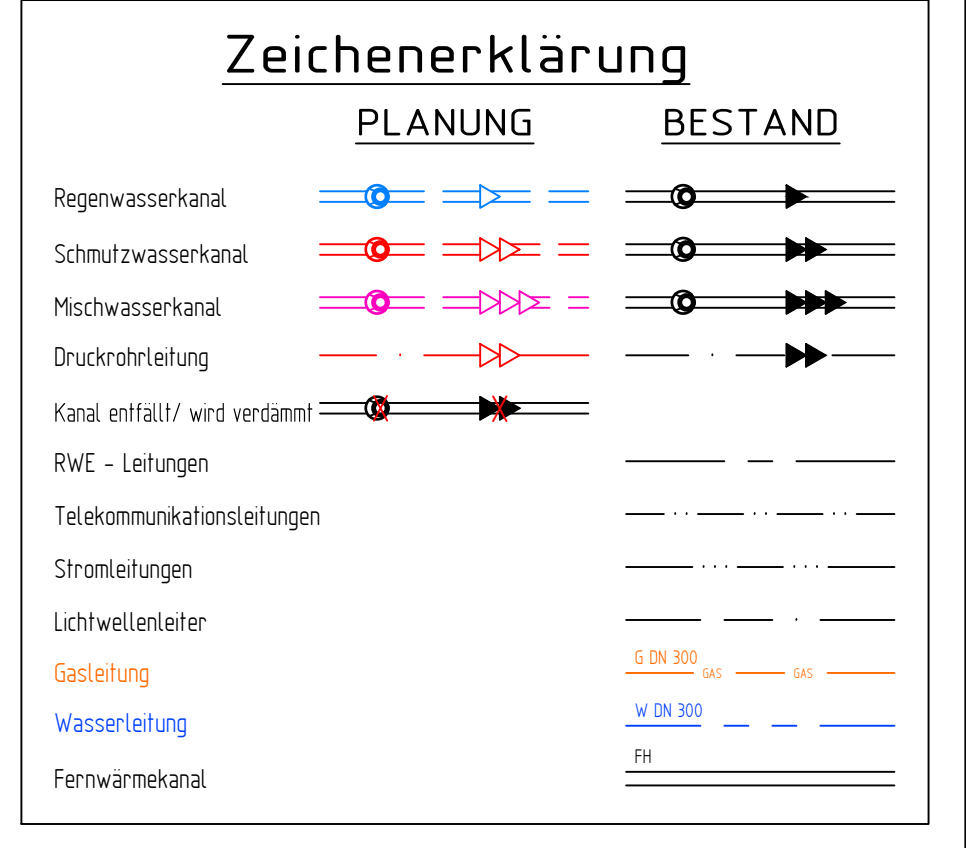 Zeichenerklärung
PLANUNG BESTAND
Regenwasserkanal
Schmutzwasserkanal
Mischwasserkanal
Druckrohrleitung
Kanal entfällt/ wird verdämmt
RWE - Leitungen
Telekommunikationsleitungen
Stromleitungen
Lichtwellenleiter
G DN 300
Gasleitung GAS GAS
W DN 300
Wasserleitung
FH
Fernwärmekanal